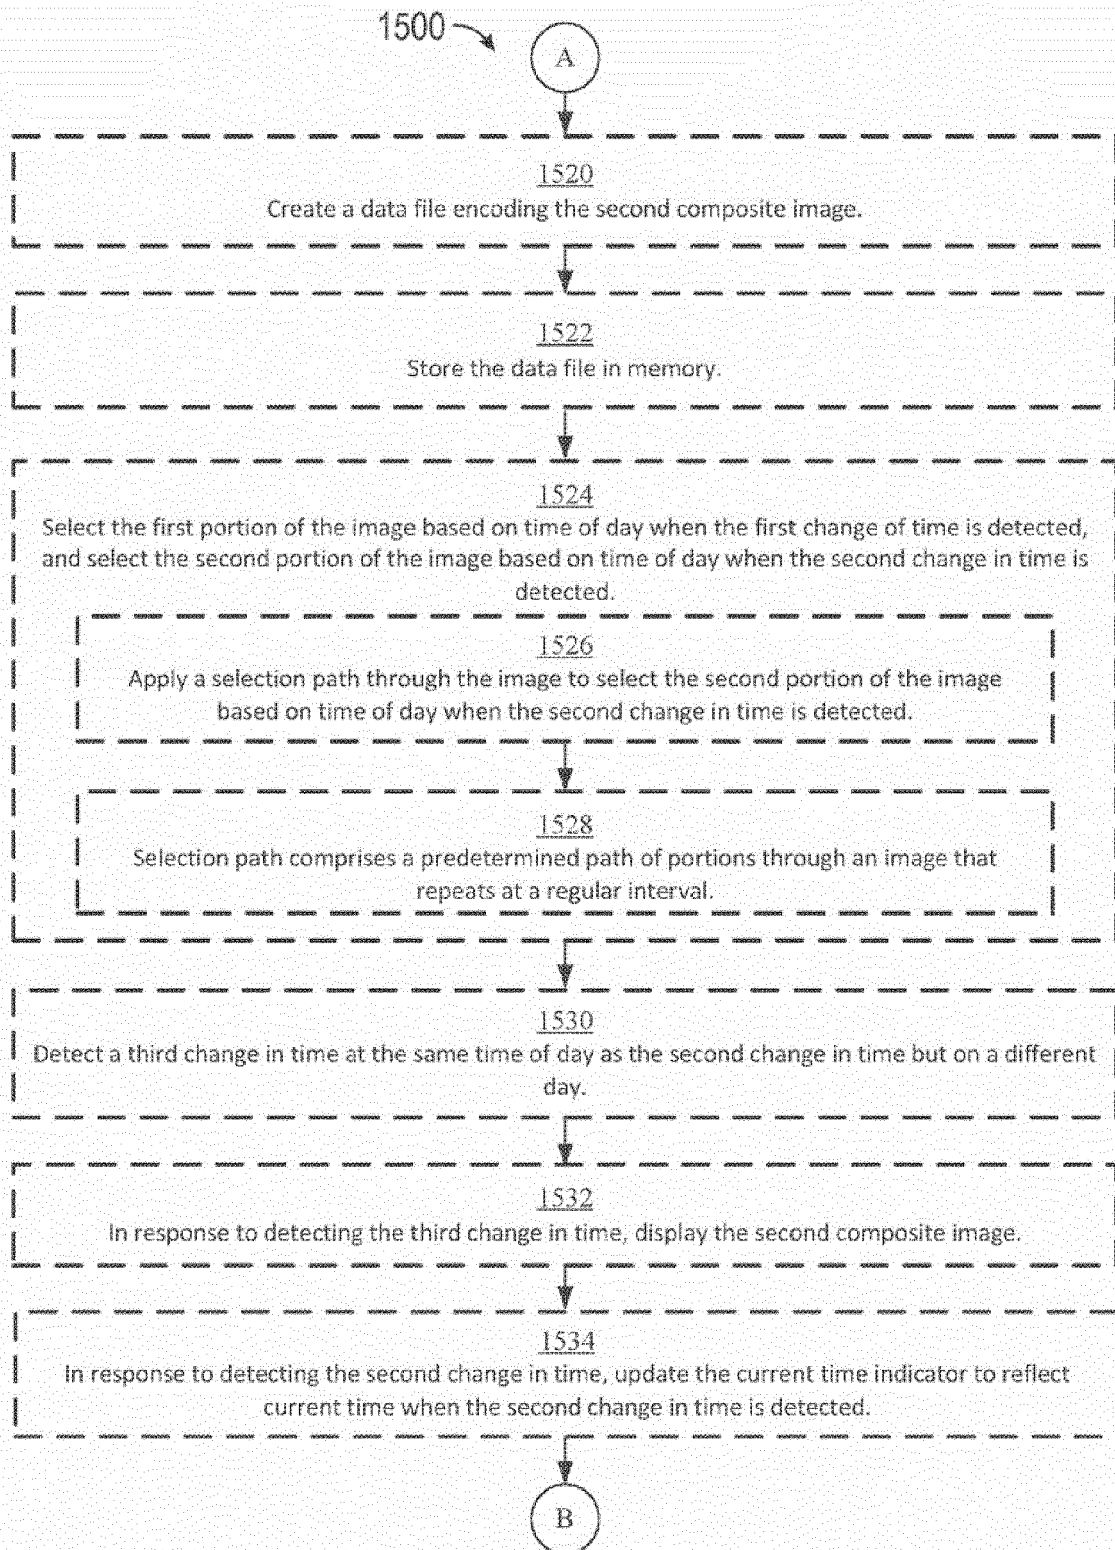 1500
A
1520
Create a data file encoding the second composite image.
1522
Store the data file in memory.
1524
Select the first portion of the image based on time of day when the first change of time is detected,
and select the second portion of the image based on time of day when the second change in time is
detected.
1526
Apply a selection path through the image to select the second portion of the image
based on time of day when the second change in time is detected.
1528
Selection path comprises a predetermined path of portions through an image that
repeats at a regular interval.
1530
Detect a third change in time at the same time of day as the second change in time but on a different
day.
1532
In response to detecting the third change in time, display the second composite image.
1534
In response to detecting the second change in time, update the current time indicator to reflect
current time when the second change in time is detected.
B